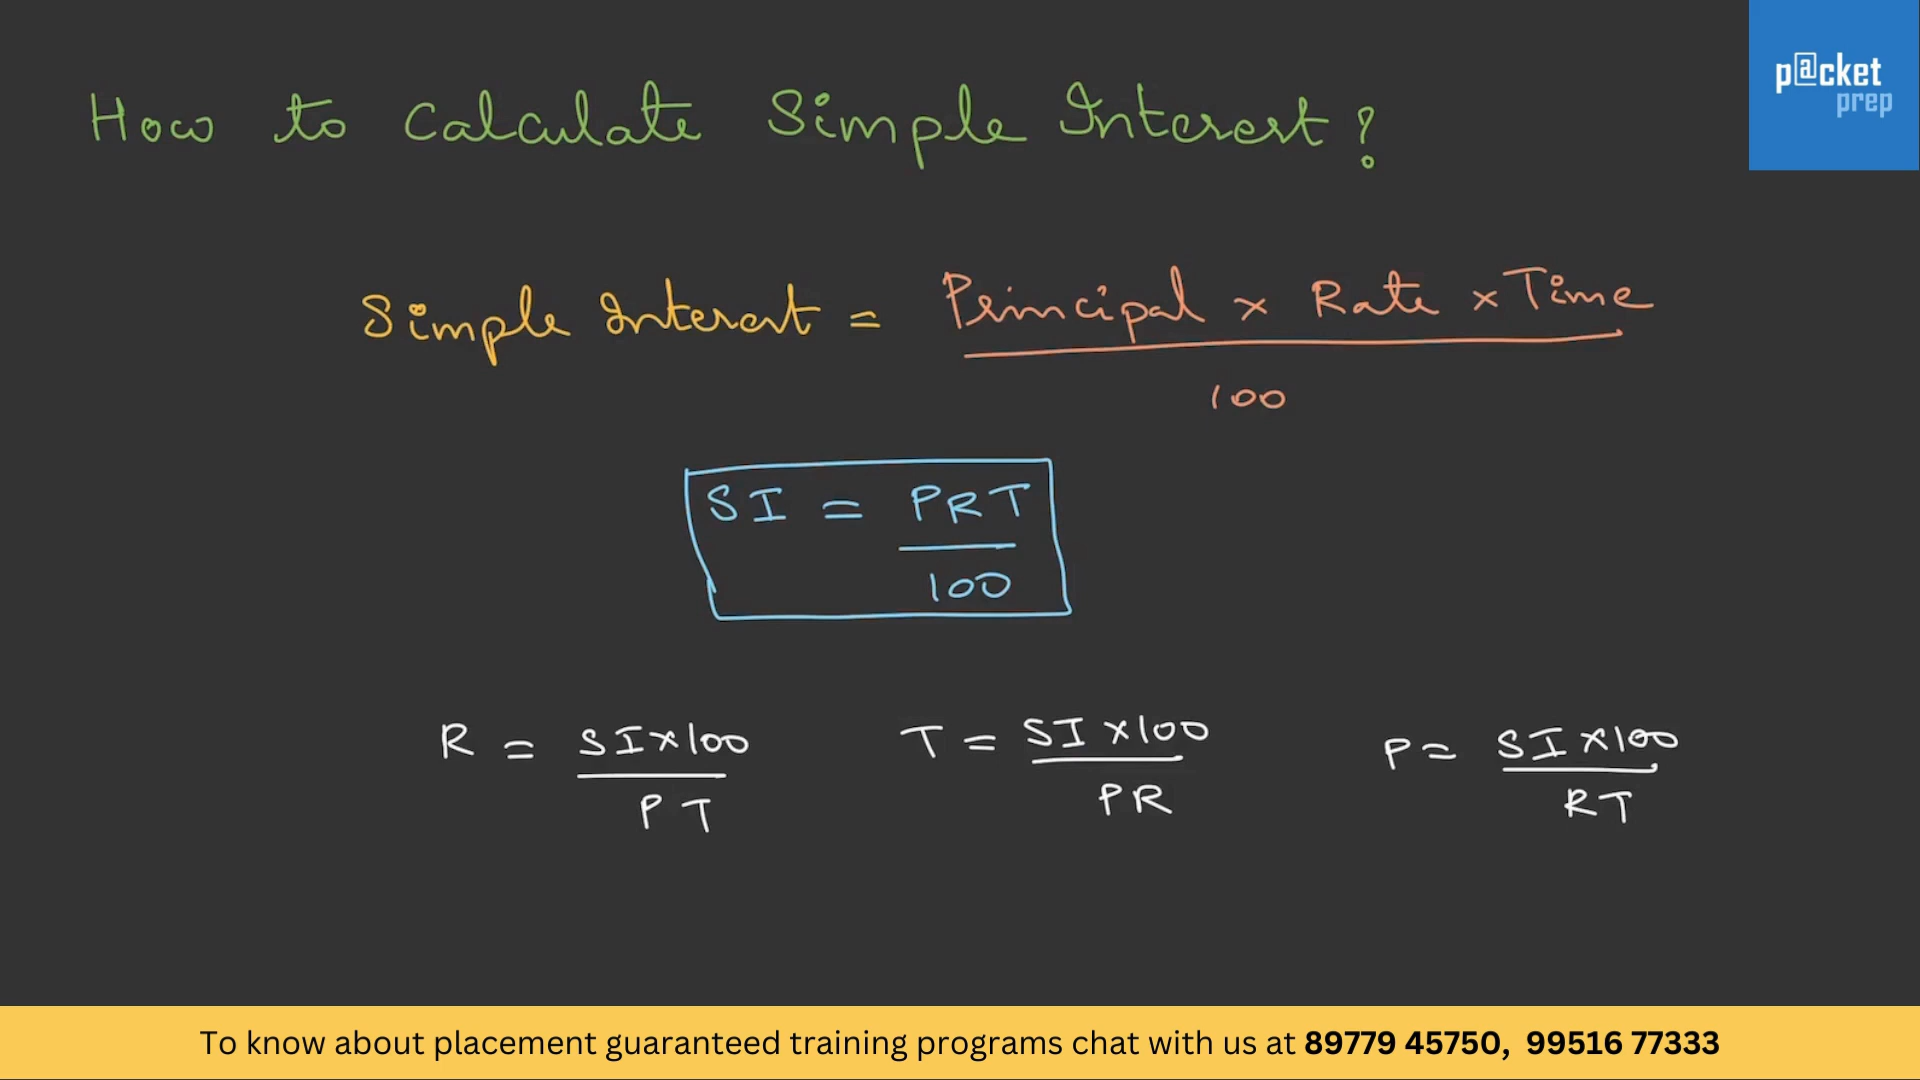 p@cket
prep
How to Calculate Simple Interest?
Simple Interest = Principal × Rate × Time
100
SI = PRT
100
R = SI×100
PT
T = SI×100
PR
P = SI×100
RT
To know about placement guaranteed training programs chat with us at 89779 45750, 99516 77333